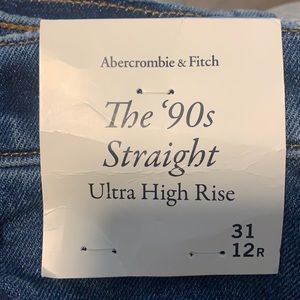 Abercrombie & Fitch
The ‘90s
Straight
Ultra High Rise
31
12R